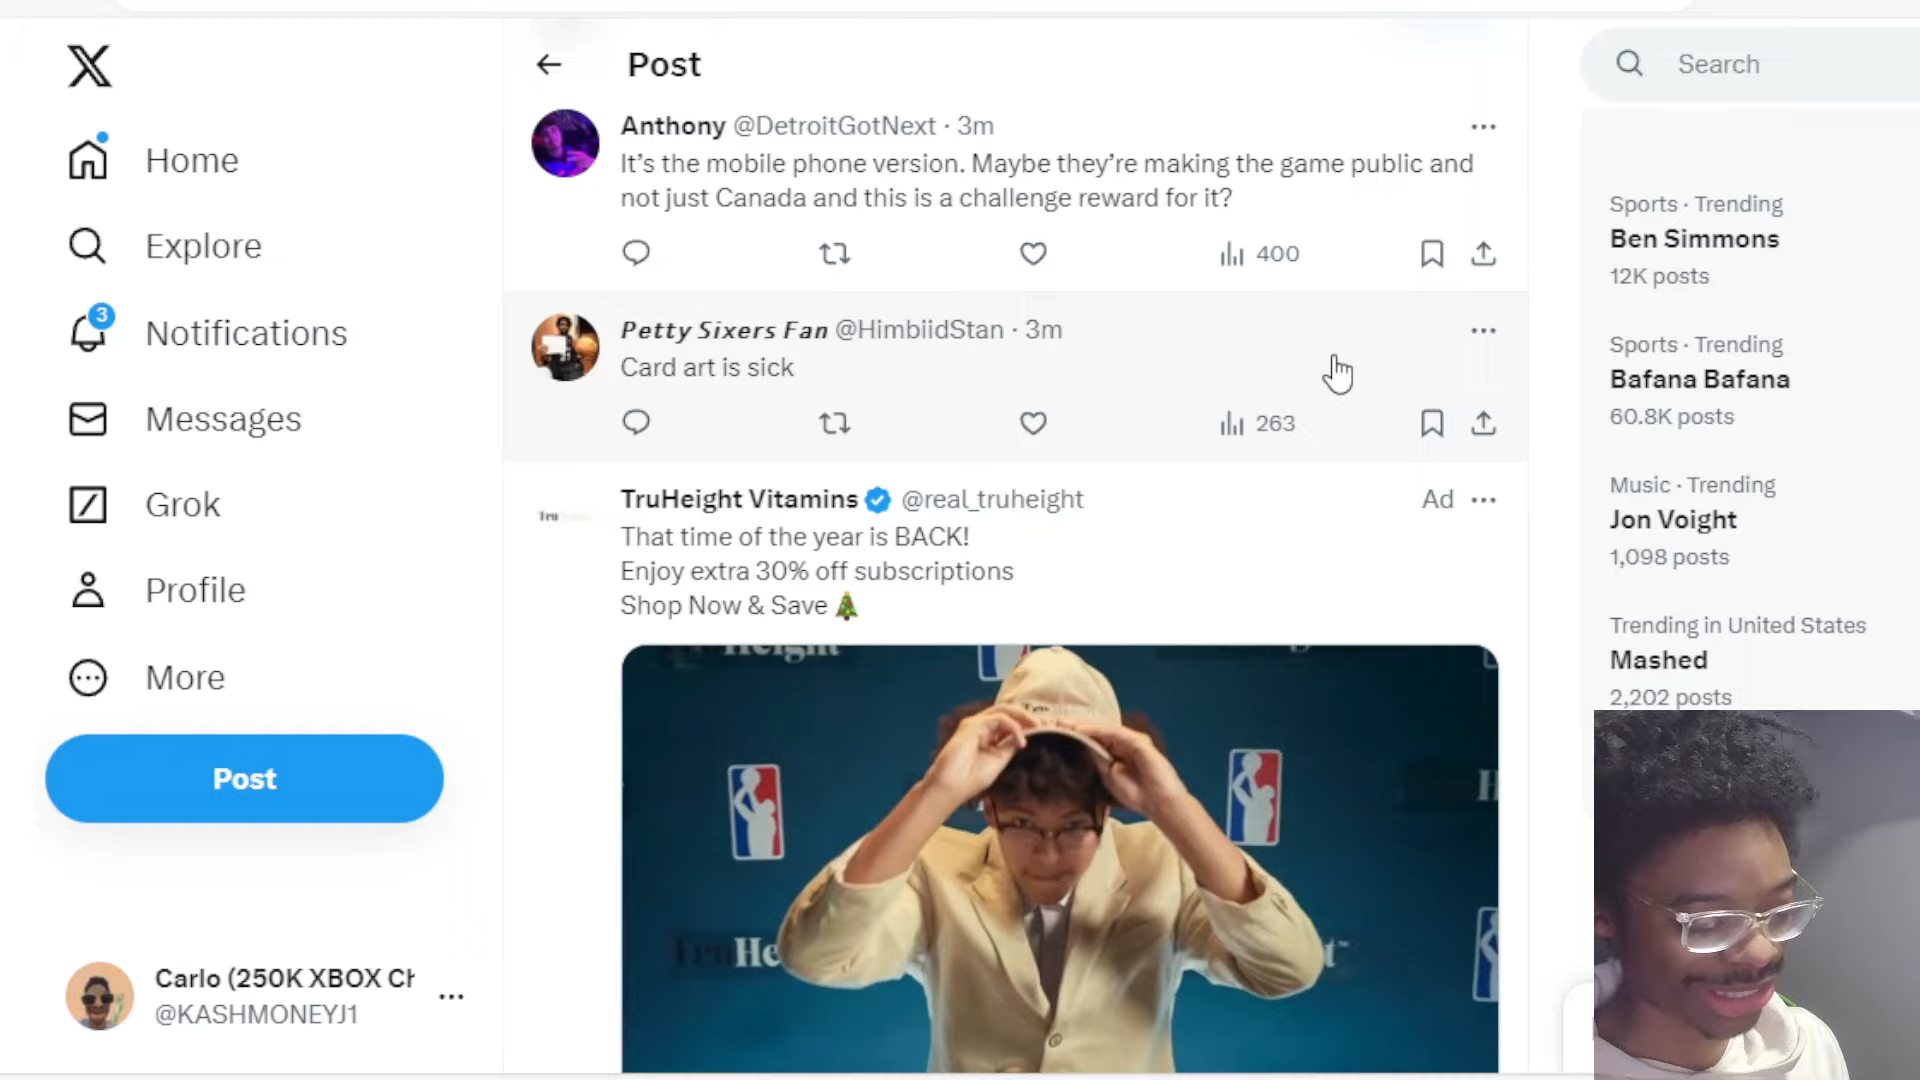 Post
Search
Home
Explore
3
Notifications
Messages
Grok
Profile
More
Post
Carlo (250K XBOX Ch
@KASHMONEYJ1
Anthony @DetroitGotNext · 3m
It’s the mobile phone version. Maybe they’re making the game public and
not just Canada and this is a challenge reward for it?
400
Petty Sixers Fan @HimbiidStan · 3m
Card art is sick
263
TruHeight Vitamins @real_truheight
Ad
That time of the year is BACK!
Enjoy extra 30% off subscriptions
Shop Now & Save 🎄
Sports · Trending
Ben Simmons
12K posts
Sports · Trending
Bafana Bafana
60.8K posts
Music · Trending
Jon Voight
1,098 posts
Trending in United States
Mashed
2,202 posts